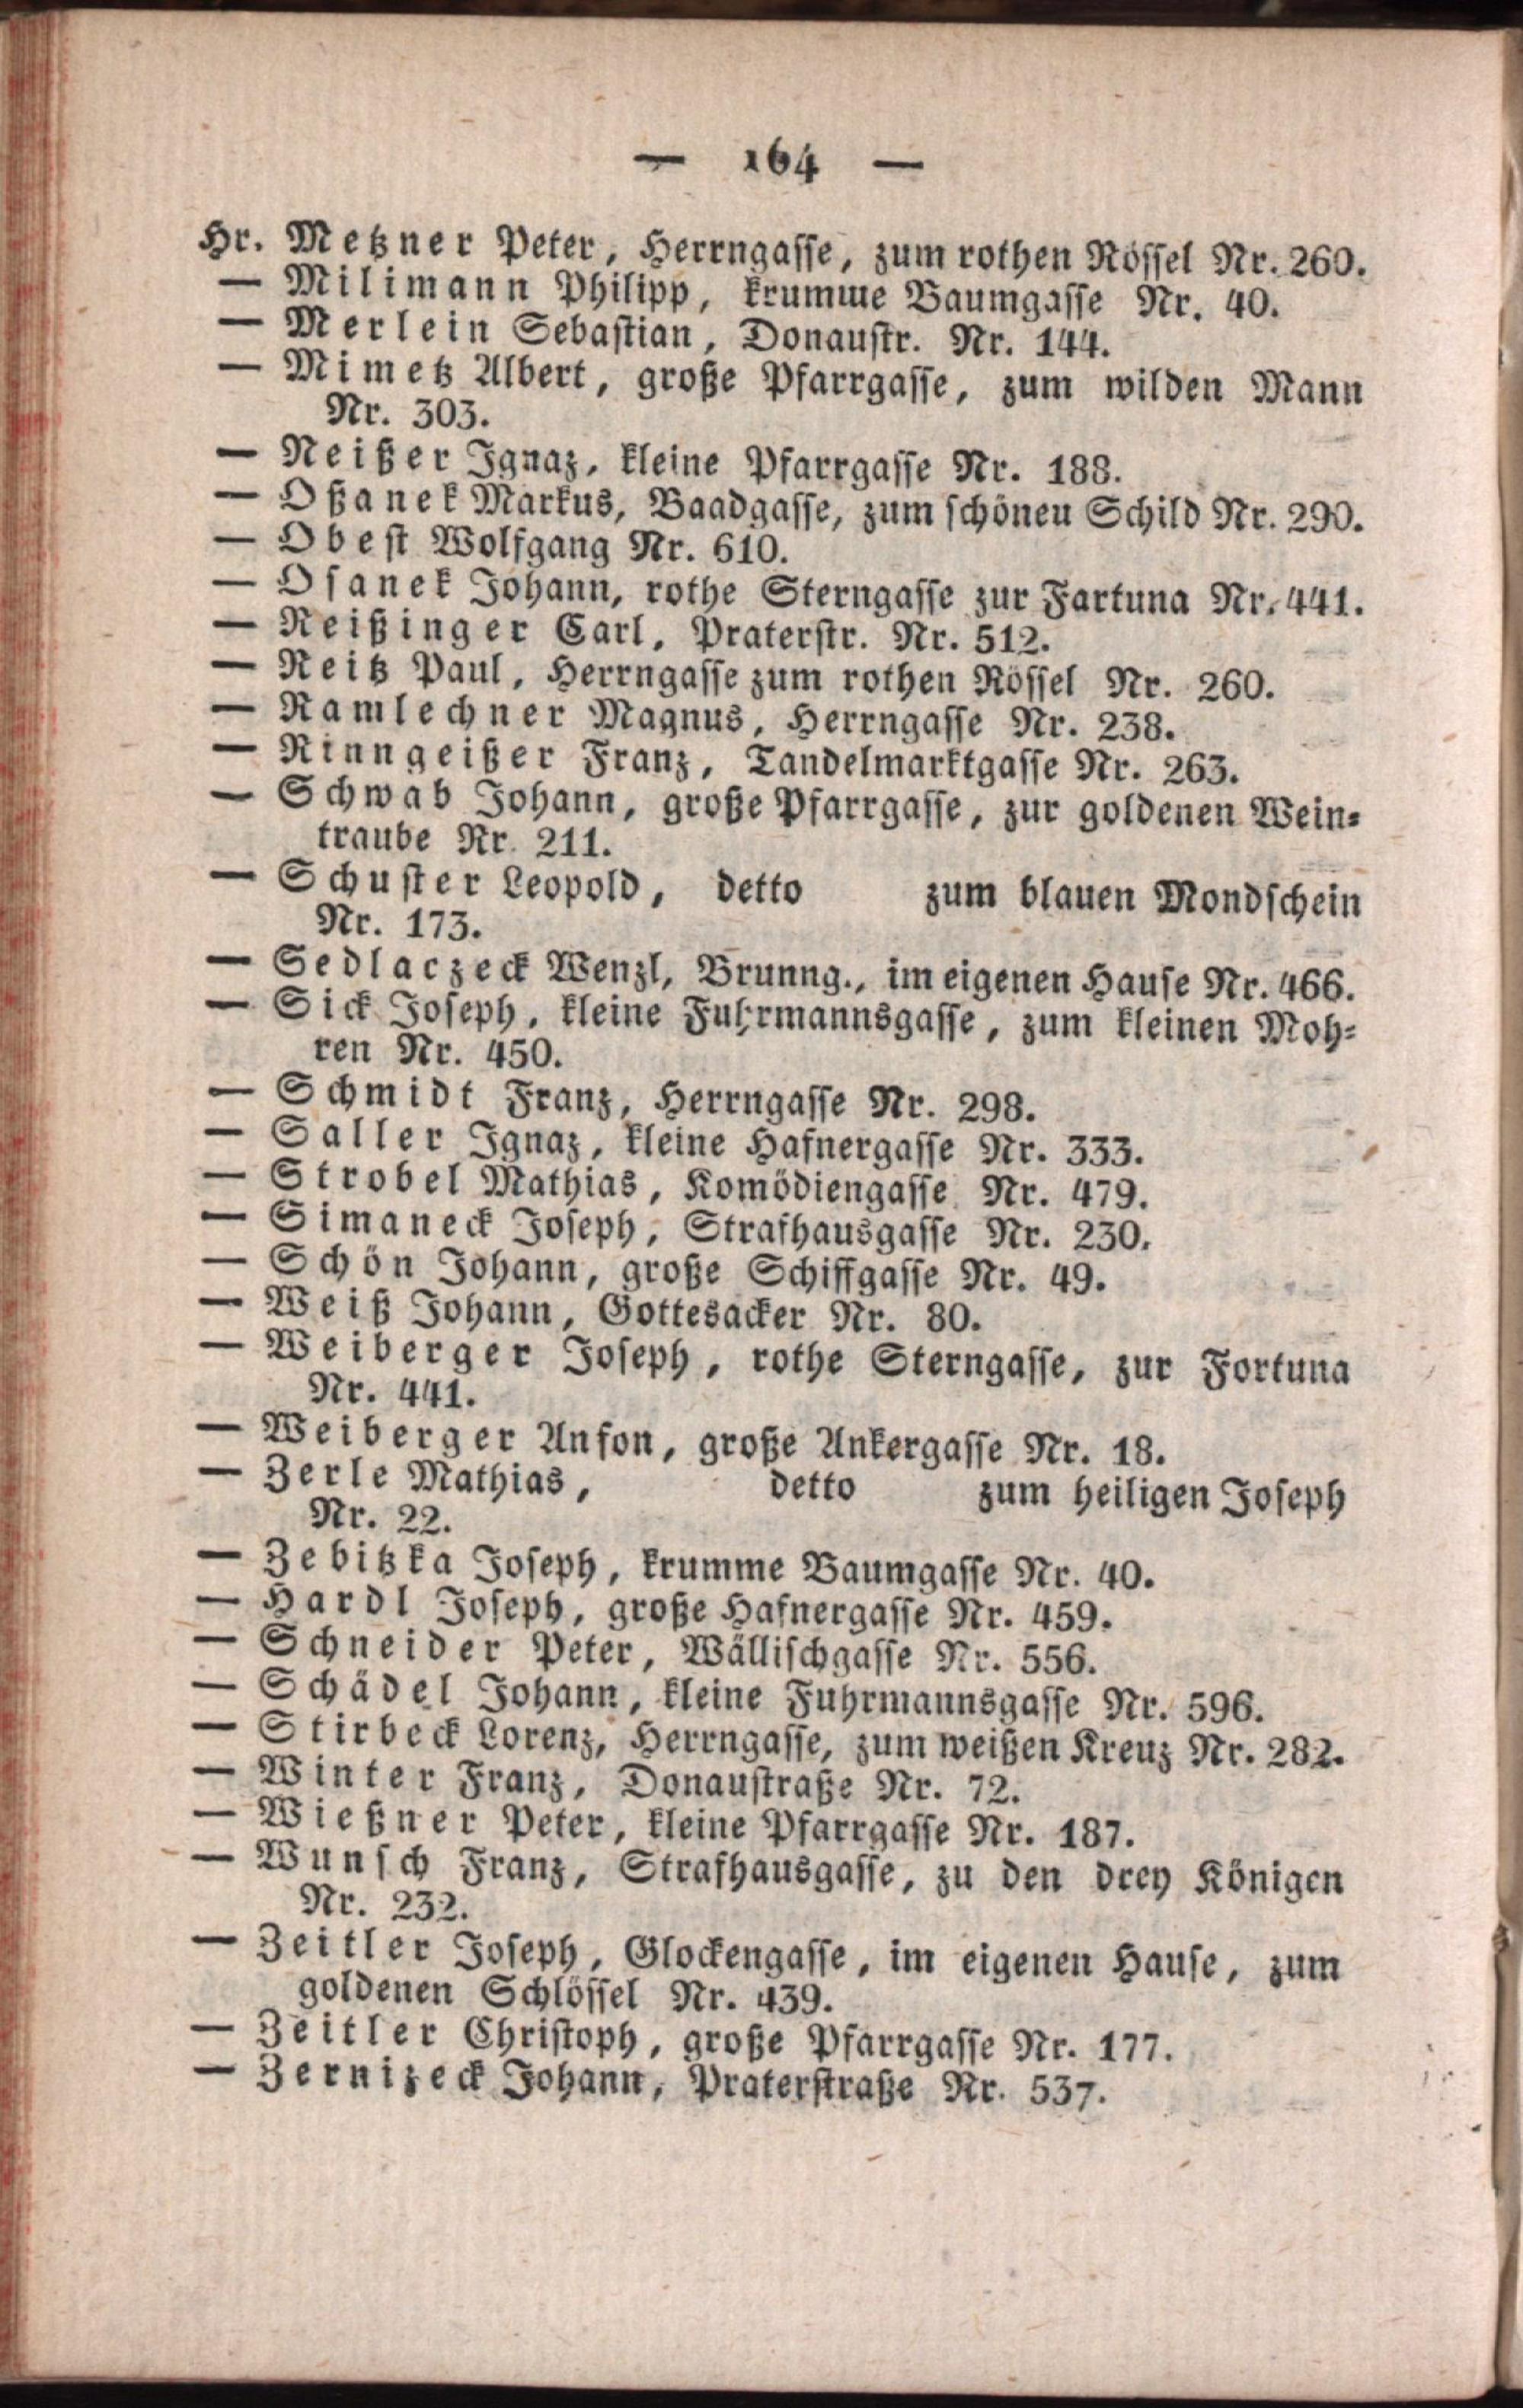 — 164 —
Hr. Metzner Peter, Herrngasse, zum rothen Rössel Nr. 260.
— Milimann Philipp, krumme Baumgasse Nr. 40.
— Merlein Sebastian, Donaustr. Nr. 144.
— Mimetz Albert, große Pfarrgasse, zum wilden Mann
Nr. 303.
— Neißer Ignaz, kleine Pfarrgasse Nr. 188.
— Oßanek Markus, Baadgasse, zum schönen Schild Nr. 290.
— Obest Wolfgang Nr. 610.
— Osanek Johann, rothe Sterngasse zur Fartuna Nr. 441.
— Reißinger Carl, Praterstr. Nr. 512.
— Reitz Paul, Herrngasse zum rothen Rössel Nr. 260.
— Ramlechner Magnus, Herrngasse Nr. 238.
— Rinngeißer Franz, Tandelmarktgasse Nr. 263.
— Schwab Johann, große Pfarrgasse, zur goldenen Wein-
traube Nr. 211.
— Schuster Leopold, detto zum blauen Mondschein
Nr. 173.
— Sedlaczeck Wenzl, Brunng., im eigenen Hause Nr. 466.
— Sick Joseph, kleine Fuhrmannsgasse, zum kleinen Moh-
ren Nr. 450.
— Schmidt Franz, Herrngasse Nr. 298.
— Saller Ignaz, kleine Hafnergasse Nr. 333.
— Strobel Mathias, Komödiengasse Nr. 479.
— Simaneck Joseph, Strafhausgasse Nr. 230.
— Schön Johann, große Schiffgasse Nr. 49.
— Weiß Johann, Gottesacker Nr. 80.
— Weiberger Joseph, rothe Sterngasse, zur Fortuna
Nr. 441.
— Weiberger Anton, große Ankergasse Nr. 18.
— Zerle Mathias, detto zum heiligen Joseph
Nr. 22.
— Zebitzka Joseph, krumme Baumgasse Nr. 40.
— Hardl Joseph, große Hafnergasse Nr. 459.
— Schneider Peter, Wällischgasse Nr. 556.
— Schädel Johann, kleine Fuhrmannsgasse Nr. 596.
— Stirbeck Lorenz, Herrngasse, zum weißen Kreuz Nr. 282.
— Winter Franz, Donaustraße Nr. 72.
— Wießner Peter, kleine Pfarrgasse Nr. 187.
— Wunsch Franz, Strafhausgasse, zu den drey Königen
Nr. 232.
— Zeitler Joseph, Glockengasse, im eigenen Hause, zum
goldenen Schlössel Nr. 439.
— Zeitler Christoph, große Pfarrgasse Nr. 177.
— Zernizeck Johann, Praterstraße Nr. 537.